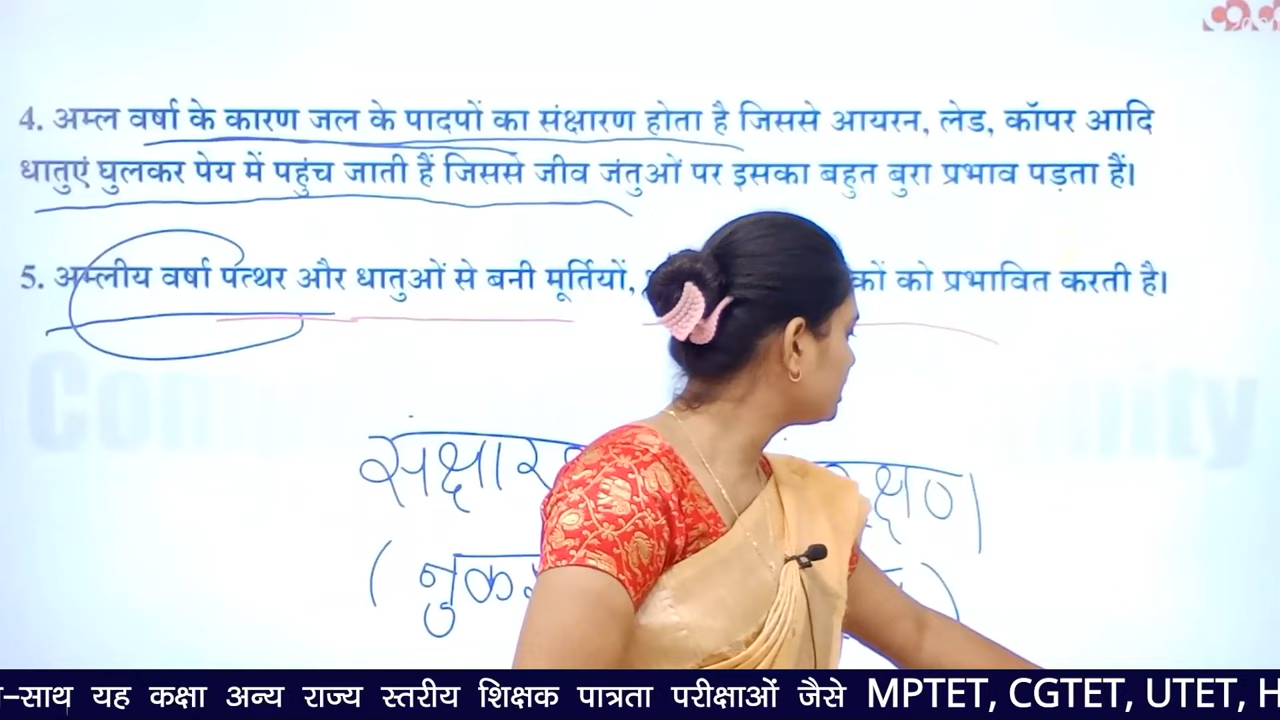 4. अम्ल वर्षा के कारण जल के पादपों का संक्षारण होता है जिससे आयरन, लेड, कॉपर आदि
धातुएं घुलकर पेय में पहुंच जाती हैं जिससे जीव जंतुओं पर इसका बहुत बुरा प्रभाव पड़ता हैं।
5. अम्लीय वर्षा पत्थर और धातुओं से बनी मूर्तियों, को प्रभावित करती है।
साथ यह कक्षा अन्य राज्य स्तरीय शिक्षक पात्रता परीक्षाओं जैसे MPTET, CGTET, UTET,